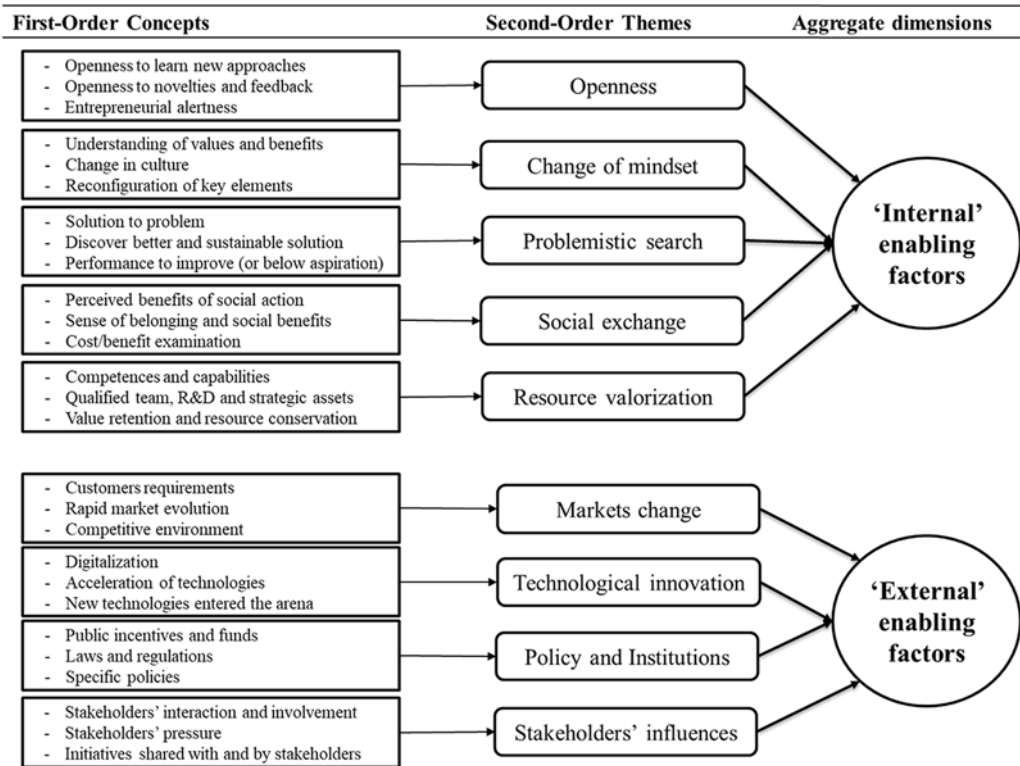 First-Order Concepts
Second-Order Themes
Aggregate dimensions
- Openness to learn new approaches
- Openness to novelties and feedback
- Entrepreneurial alertness
Openness
- Understanding of values and benefits
- Change in culture
- Reconfiguration of key elements
Change of mindset
- Solution to problem
- Discover better and sustainable solution
- Performance to improve (or below aspiration)
Problemistic search
- Perceived benefits of social action
- Sense of belonging and social benefits
- Cost/benefit examination
Social exchange
- Competences and capabilities
- Qualified team, R&D and strategic assets
- Value retention and resource conservation
Resource valorization
‘Internal’
enabling
factors
- Customers requirements
- Rapid market evolution
- Competitive environment
Markets change
- Digitalization
- Acceleration of technologies
- New technologies entered the arena
Technological innovation
- Public incentives and funds
- Laws and regulations
- Specific policies
Policy and Institutions
- Stakeholders’ interaction and involvement
- Stakeholders’ pressure
- Initiatives shared with and by stakeholders
Stakeholders’ influences
‘External’
enabling
factors